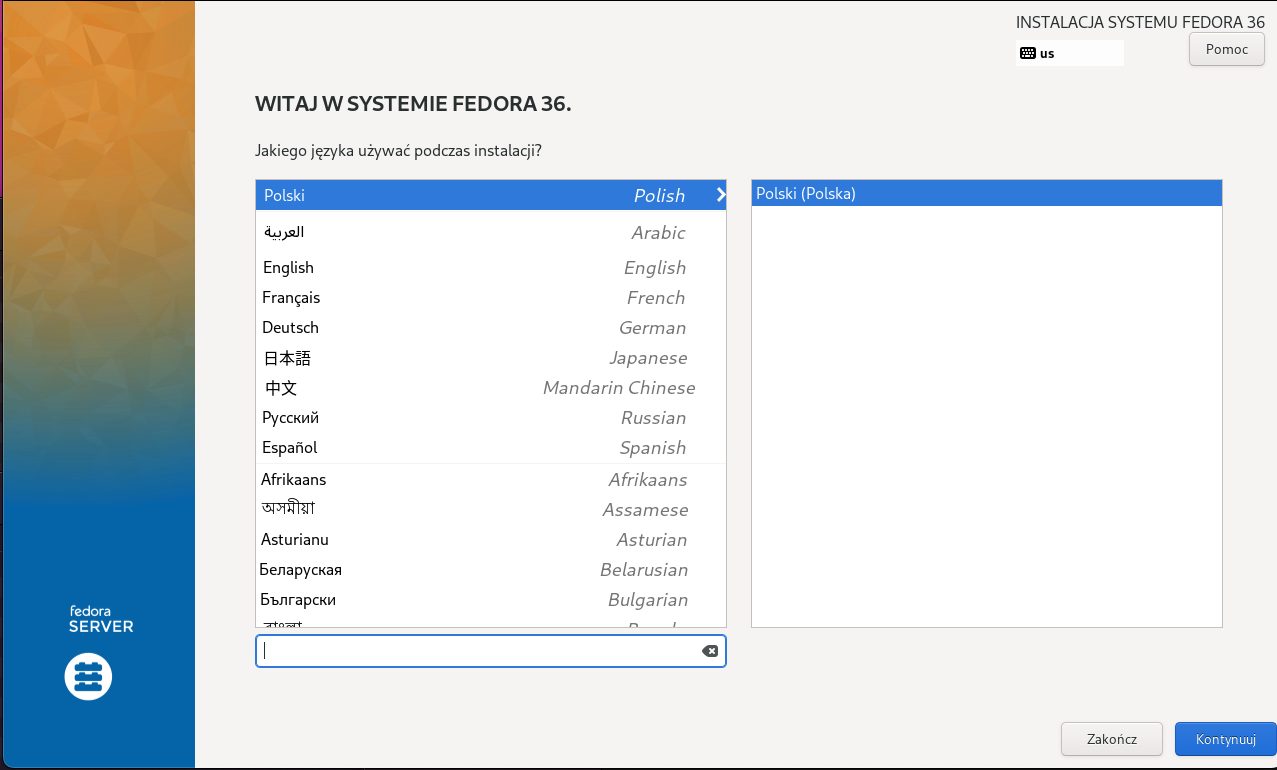 INSTALACJA SYSTEMU FEDORA 36
us
Pomoc
WITAJ W SYSTEMIE FEDORA 36.
Jakiego języka używać podczas instalacji?
Polski Polish
Polski (Polska)
العربية Arabic
English English
Français French
Deutsch German
日本語 Japanese
中文 Mandarin Chinese
Русский Russian
Español Spanish
Afrikaans Afrikaans
অসমীয়া Assamese
Asturianu Asturian
Беларуская Belarusian
Български Bulgarian
fedora
SERVER
Zakończ
Kontynuuj